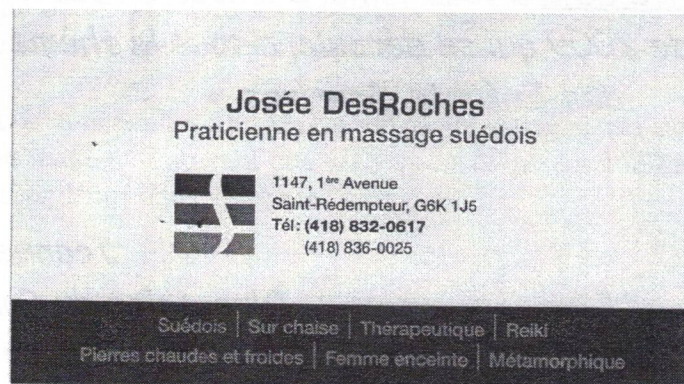 Josée DesRoches
Praticienne en massage suédois
1147, 1ère Avenue
Saint-Rédempteur, G6K 1J5
Tél: (418) 832-0617
(418) 836-0025
Suédois | Sur chaise | Thérapeutique | Reiki
Pierres chaudes et froides | Femme enceinte | Métamorphique